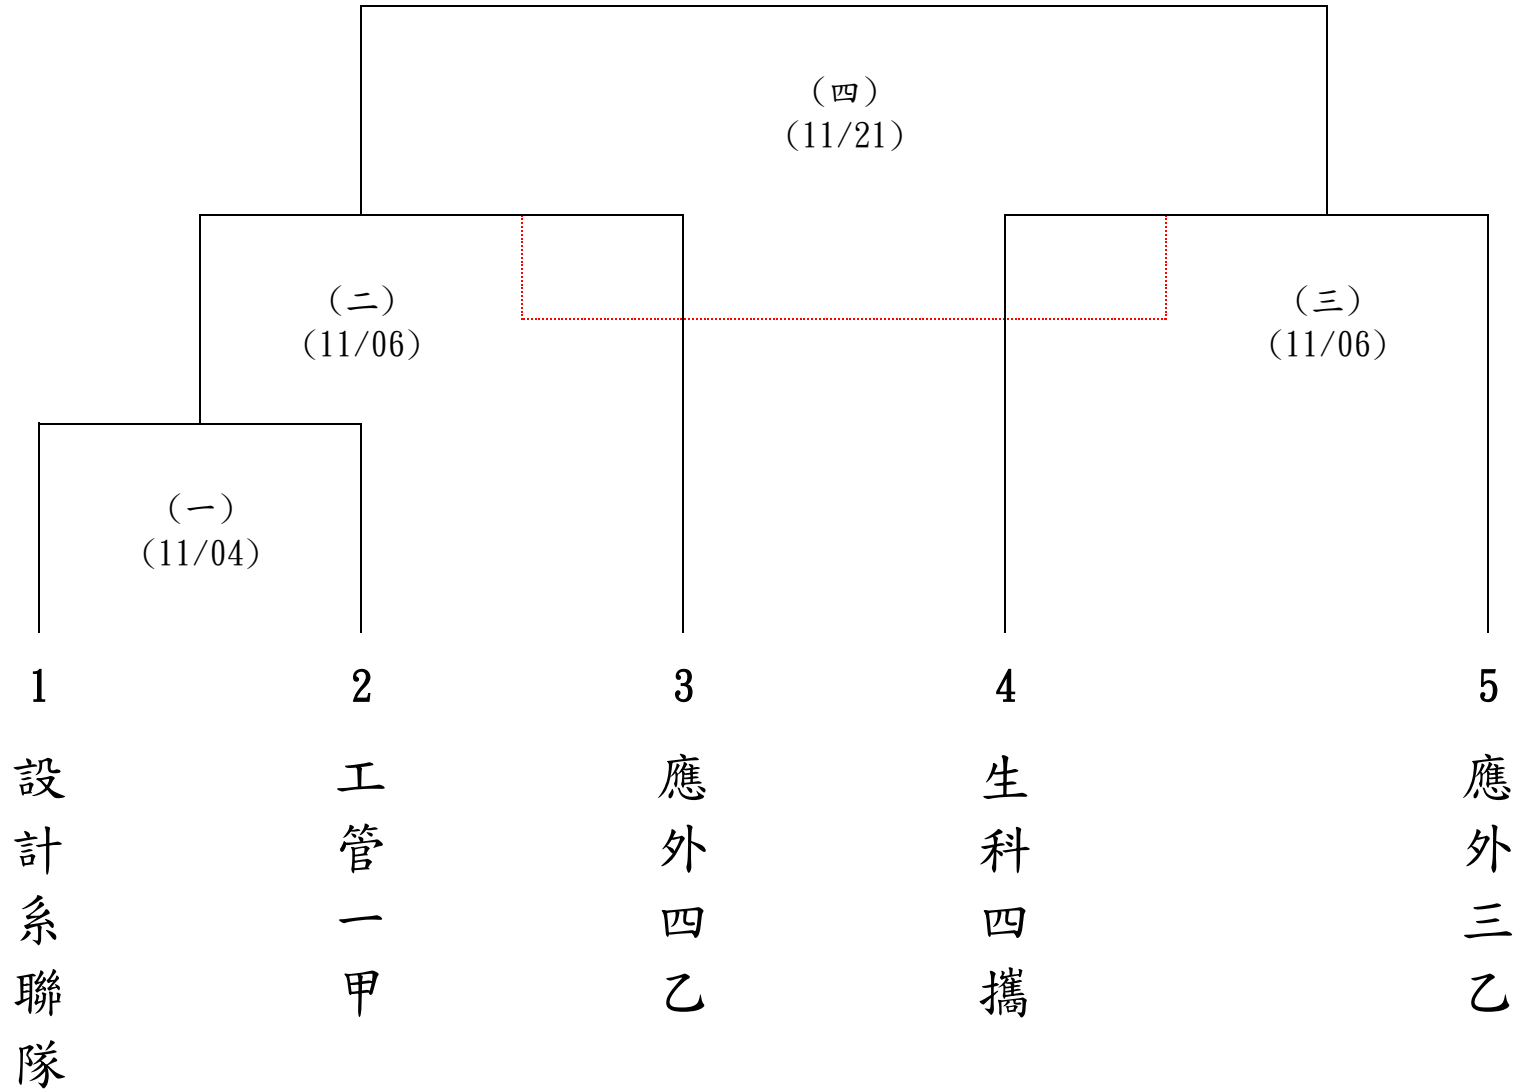 (四)
(11/21)
(二)
(11/06)
(三)
(11/06)
(一)
(11/04)
1
2
3
4
5
設計系聯隊
工管一甲
應外四乙
生科四攜
應外三乙